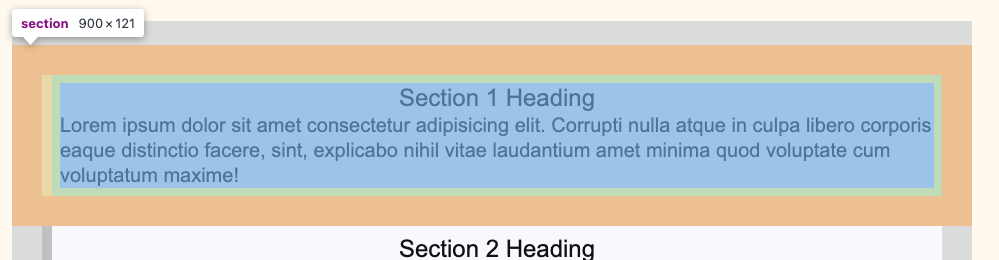 section 900 × 121
Section 1 Heading
Lorem ipsum dolor sit amet consectetur adipisicing elit. Corrupti nulla atque in culpa libero corporis
eaque distinctio facere, sint, explicabo nihil vitae laudantium amet minima quod voluptate cum
voluptatum maxime!
Section 2 Heading